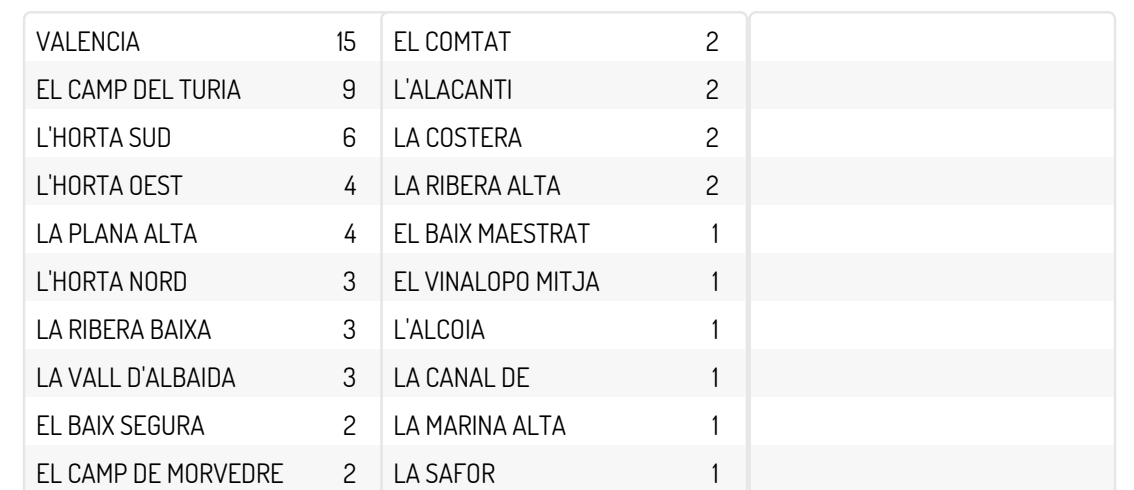 VALENCIA 15
EL CAMP DEL TURIA 9
L'HORTA SUD 6
L'HORTA OEST 4
LA PLANA ALTA 4
L'HORTA NORD 3
LA RIBERA BAIXA 3
LA VALL D'ALBAIDA 3
EL BAIX SEGURA 2
EL CAMP DE MORVEDRE 2
EL COMTAT 2
L'ALACANTI 2
LA COSTERA 2
LA RIBERA ALTA 2
EL BAIX MAESTRAT 1
EL VINALOPO MITJA 1
L'ALCOIA 1
LA CANAL DE 1
LA MARINA ALTA 1
LA SAFOR 1